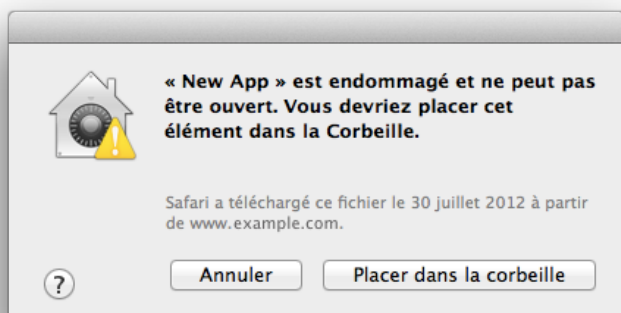 « New App » est endommagé et ne peut pas
être ouvert. Vous devriez placer cet
élément dans la Corbeille.
Safari a téléchargé ce fichier le 30 juillet 2012 à partir
de www.example.com.
?
Annuler
Placer dans la corbeille